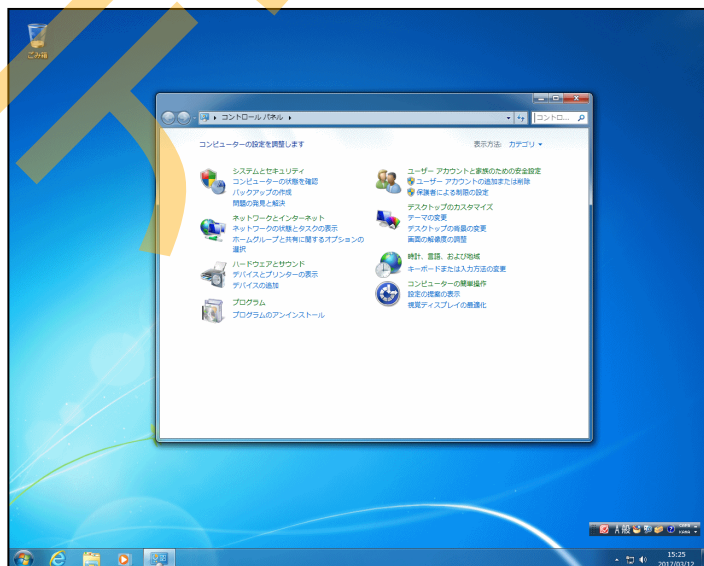 ごみ箱
コントロール パネル
コントロ...
コンピューターの設定を調整します
表示方法: カテゴリ
システムとセキュリティ
コンピューターの状態を確認
バックアップの作成
問題の発見と解決
ネットワークとインターネット
ネットワークの状態とタスクの表示
ホームグループと共有に関するオプションの
選択
ハードウェアとサウンド
デバイスとプリンターの表示
デバイスの追加
プログラム
プログラムのアンインストール
ユーザー アカウントと家族のための安全設定
ユーザー アカウントの追加または削除
保護者による制限の設定
デスクトップのカスタマイズ
テーマの変更
デスクトップの背景の変更
画面の解像度の調整
時計、言語、および地域
キーボードまたは入力方法の変更
コンピューターの簡単操作
設定の提案の表示
視覚ディスプレイの最適化
A 般
CAPS
KANA
15:25
2017/03/12